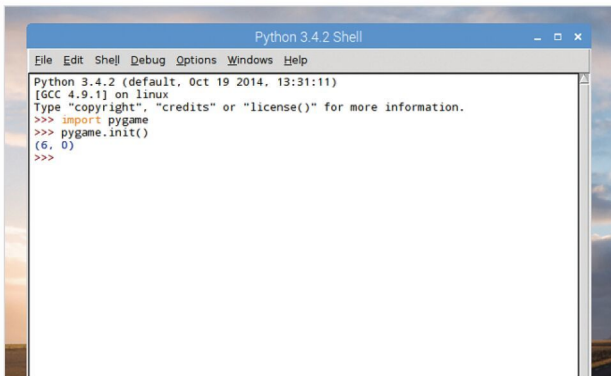 Python 3.4.2 Shell
File Edit Shell Debug Options Windows Help
Python 3.4.2 (default, Oct 19 2014, 13:31:11)
[GCC 4.9.1] on linux
Type "copyright", "credits" or "license()" for more information.
>>> import pygame
>>> pygame.init()
(6, 0)
>>>